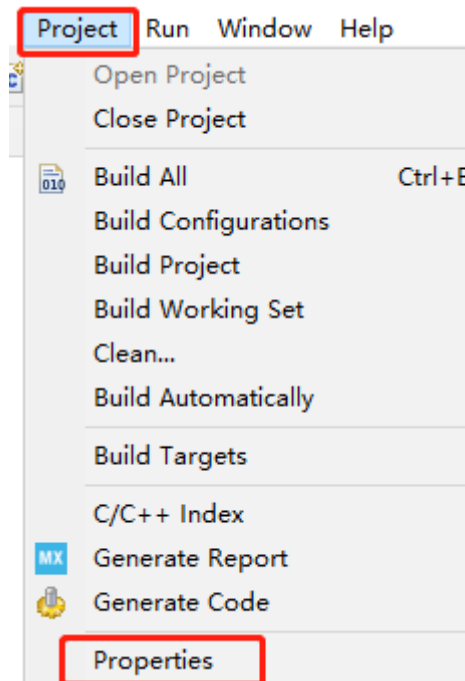 Project Run Window Help
Open Project
Close Project
Build All Ctrl+B
Build Configurations
Build Project
Build Working Set
Clean...
Build Automatically
Build Targets
C/C++ Index
MX Generate Report
Generate Code
Properties